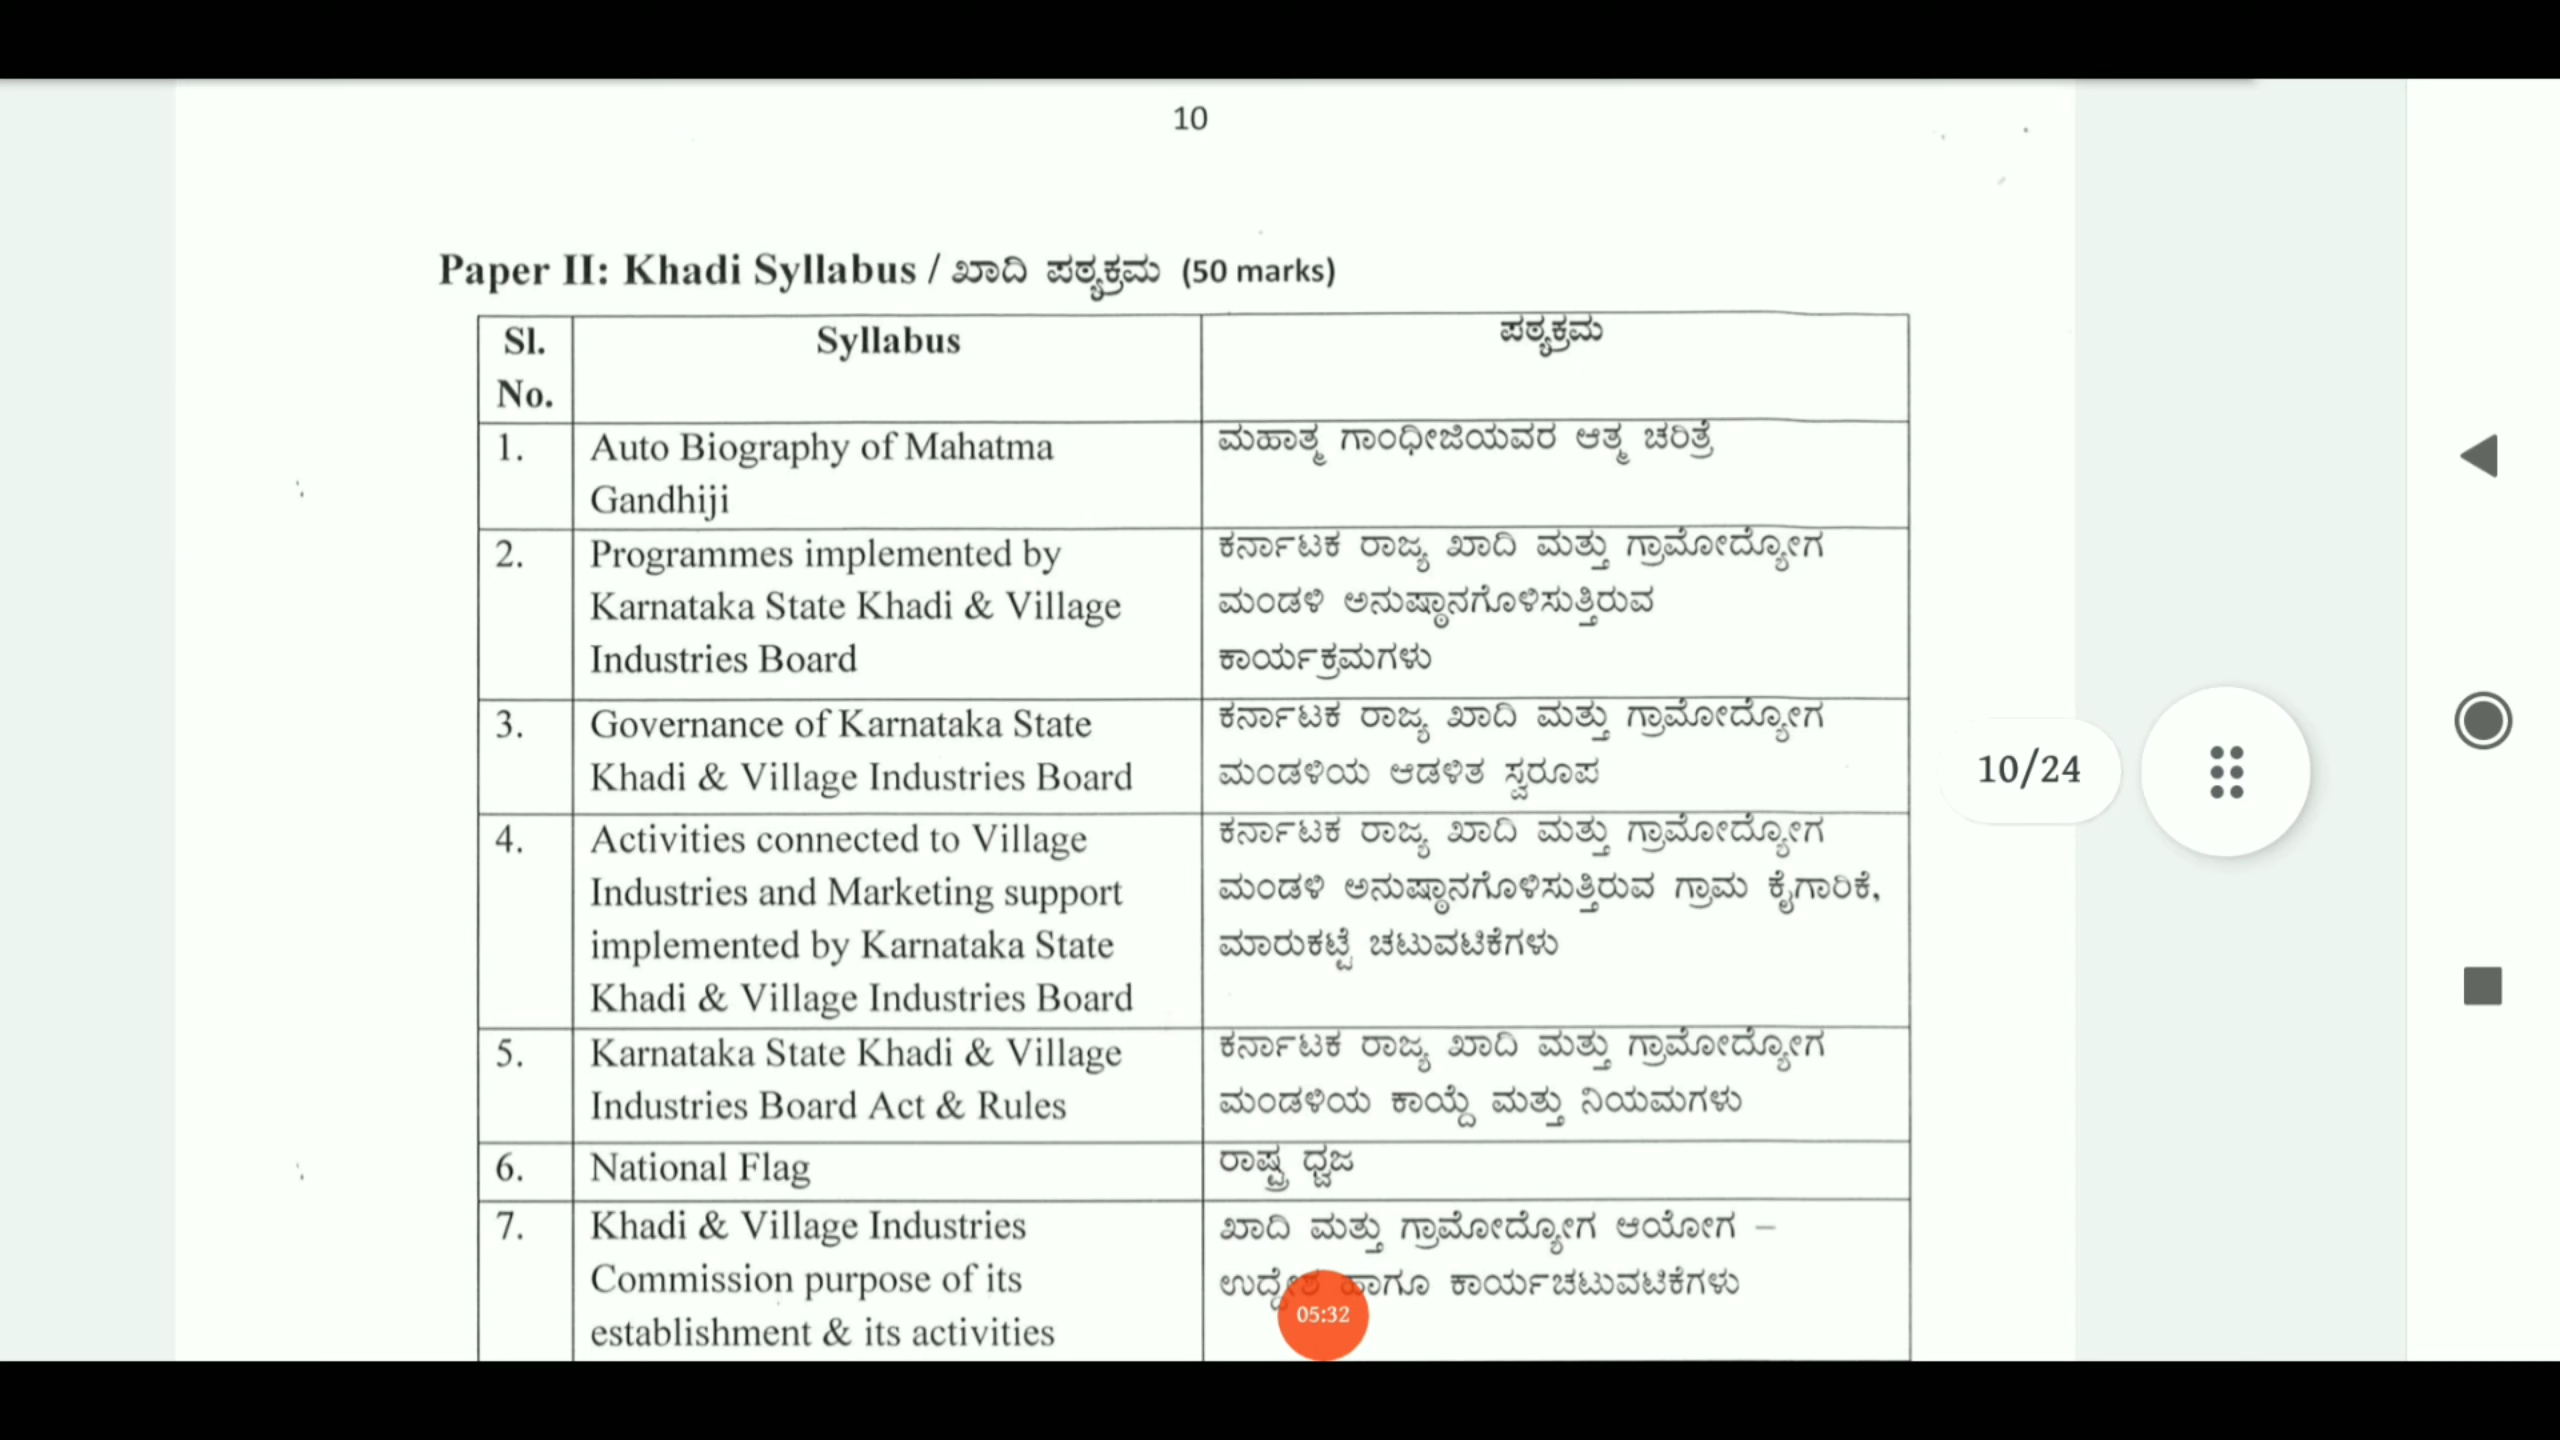 10
Paper II: Khadi Syllabus / ಖಾದಿ ಪಠ್ಯಕ್ರಮ (50 marks)
Sl. No.
Syllabus
ಪಠ್ಯಕ್ರಮ
1.
Auto Biography of Mahatma
Gandhiji
ಮಹಾತ್ಮ ಗಾಂಧೀಜಿಯವರ ಆತ್ಮ ಚರಿತ್ರೆ
2.
Programmes implemented by
Karnataka State Khadi & Village
Industries Board
ಕರ್ನಾಟಕ ರಾಜ್ಯ ಖಾದಿ ಮತ್ತು ಗ್ರಾಮೋದ್ಯೋಗ
ಮಂಡಳಿ ಅನುಷ್ಠಾನಗೊಳಿಸುತ್ತಿರುವ
ಕಾರ್ಯಕ್ರಮಗಳು
3.
Governance of Karnataka State
Khadi & Village Industries Board
ಕರ್ನಾಟಕ ರಾಜ್ಯ ಖಾದಿ ಮತ್ತು ಗ್ರಾಮೋದ್ಯೋಗ
ಮಂಡಳಿಯ ಆಡಳಿತ ಸ್ವರೂಪ
4.
Activities connected to Village
Industries and Marketing support
implemented by Karnataka State
Khadi & Village Industries Board
ಕರ್ನಾಟಕ ರಾಜ್ಯ ಖಾದಿ ಮತ್ತು ಗ್ರಾಮೋದ್ಯೋಗ
ಮಂಡಳಿ ಅನುಷ್ಠಾನಗೊಳಿಸುತ್ತಿರುವ ಗ್ರಾಮ ಕೈಗಾರಿಕೆ,
ಮಾರುಕಟ್ಟೆ ಚಟುವಟಿಕೆಗಳು
5.
Karnataka State Khadi & Village
Industries Board Act & Rules
ಕರ್ನಾಟಕ ರಾಜ್ಯ ಖಾದಿ ಮತ್ತು ಗ್ರಾಮೋದ್ಯೋಗ
ಮಂಡಳಿಯ ಕಾಯ್ದೆ ಮತ್ತು ನಿಯಮಗಳು
6.
National Flag
ರಾಷ್ಟ್ರ ಧ್ವಜ
7.
Khadi & Village Industries
Commission purpose of its
establishment & its activities
ಖಾದಿ ಮತ್ತು ಗ್ರಾಮೋದ್ಯೋಗ ಆಯೋಗ –
ಉದ್ದೇಶ ಹಾಗೂ ಕಾರ್ಯಚಟುವಟಿಕೆಗಳು
10/24
05:32